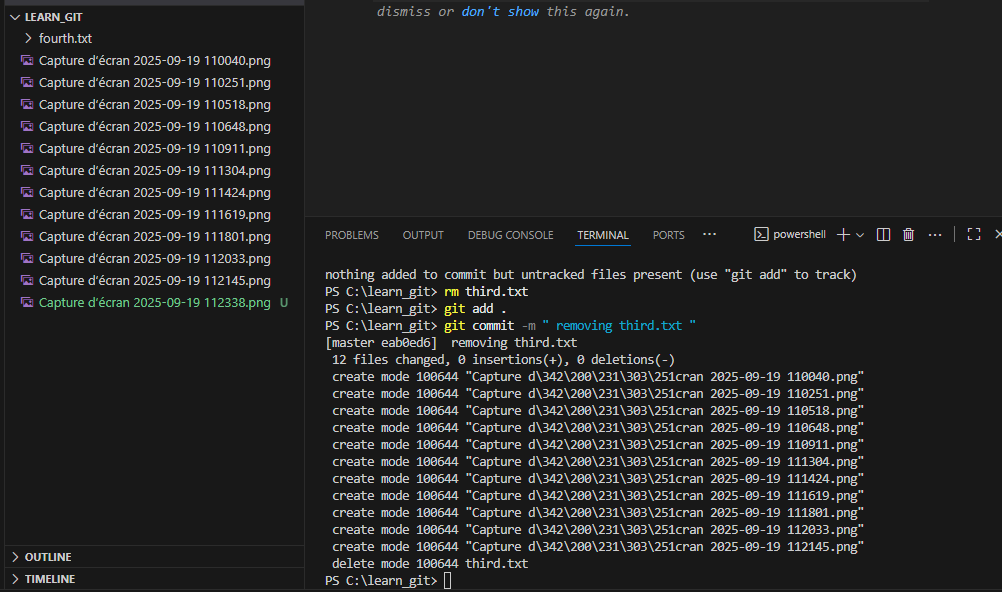 LEARN_GIT
fourth.txt
Capture d’écran 2025-09-19 110040.png
Capture d’écran 2025-09-19 110251.png
Capture d’écran 2025-09-19 110518.png
Capture d’écran 2025-09-19 110648.png
Capture d’écran 2025-09-19 110911.png
Capture d’écran 2025-09-19 111304.png
Capture d’écran 2025-09-19 111424.png
Capture d’écran 2025-09-19 111619.png
Capture d’écran 2025-09-19 111801.png
Capture d’écran 2025-09-19 112033.png
Capture d’écran 2025-09-19 112145.png
Capture d’écran 2025-09-19 112338.png U
OUTLINE
TIMELINE
dismiss or don't show this again.
PROBLEMS OUTPUT DEBUG CONSOLE TERMINAL PORTS ... powershell
nothing added to commit but untracked files present (use "git add" to track)
PS C:\learn_git> rm third.txt
PS C:\learn_git> git add .
PS C:\learn_git> git commit -m " removing third.txt "
[master eab0ed6]  removing third.txt
 12 files changed, 0 insertions(+), 0 deletions(-)
 create mode 100644 "Capture d\342\200\231\303\251cran 2025-09-19 110040.png"
 create mode 100644 "Capture d\342\200\231\303\251cran 2025-09-19 110251.png"
 create mode 100644 "Capture d\342\200\231\303\251cran 2025-09-19 110518.png"
 create mode 100644 "Capture d\342\200\231\303\251cran 2025-09-19 110648.png"
 create mode 100644 "Capture d\342\200\231\303\251cran 2025-09-19 110911.png"
 create mode 100644 "Capture d\342\200\231\303\251cran 2025-09-19 111304.png"
 create mode 100644 "Capture d\342\200\231\303\251cran 2025-09-19 111424.png"
 create mode 100644 "Capture d\342\200\231\303\251cran 2025-09-19 111619.png"
 create mode 100644 "Capture d\342\200\231\303\251cran 2025-09-19 111801.png"
 create mode 100644 "Capture d\342\200\231\303\251cran 2025-09-19 112033.png"
 create mode 100644 "Capture d\342\200\231\303\251cran 2025-09-19 112145.png"
 delete mode 100644 third.txt
PS C:\learn_git>